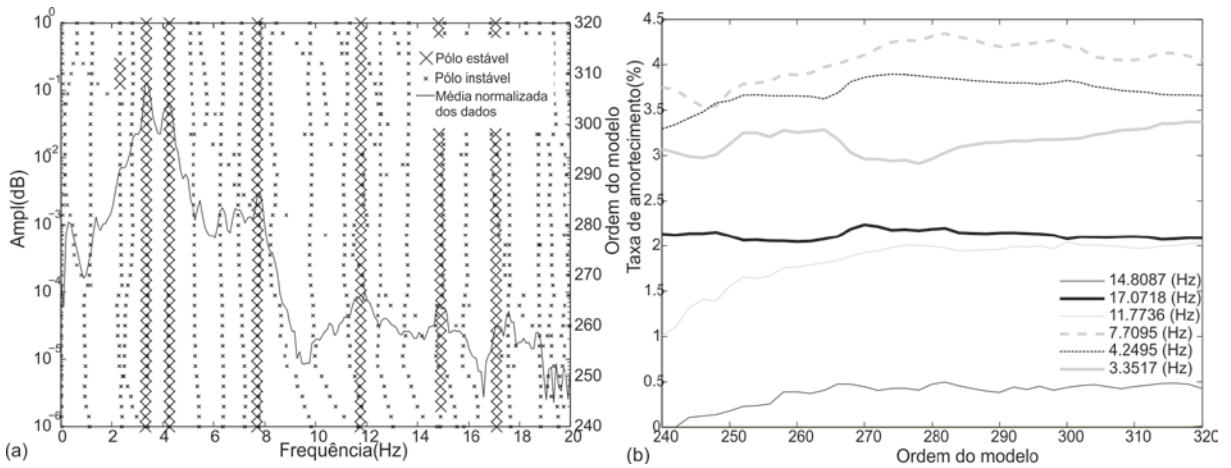 10^0
10^-1
10^-2
10^-3
10^-4
10^-5
10^-6
Ampl(dB)
0 2 4 6 8 10 12 14 16 18 20
Frequência(Hz)
320
310
300
290
280
270
260
250
240
Ordem do modelo
Pólo estável
Pólo instável
Média normalizada
dos dados
(a)
4.5
4
3.5
3
2.5
2
1.5
1
0.5
0
Taxa de amortecimento(%)
240 250 260 270 280 290 300 310 320
Ordem do modelo
14.8087 (Hz)
17.0718 (Hz)
11.7736 (Hz)
7.7095 (Hz)
4.2495 (Hz)
3.3517 (Hz)
(b)